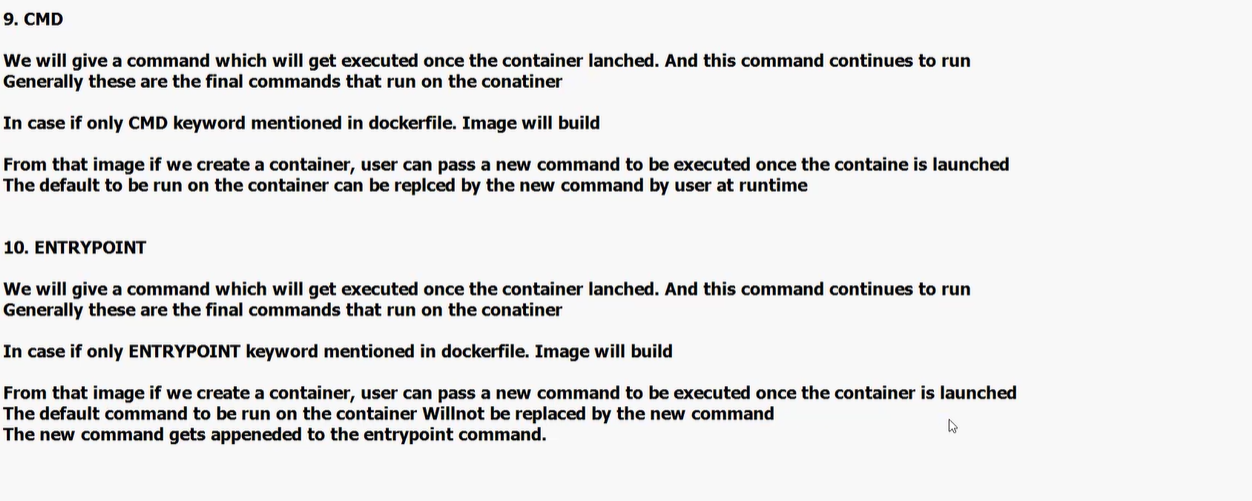 9. CMD
We will give a command which will get executed once the container lanched. And this command continues to run
Generally these are the final commands that run on the conatiner
In case if only CMD keyword mentioned in dockerfile. Image will build
From that image if we create a container, user can pass a new command to be executed once the containe is launched
The default to be run on the container can be replced by the new command by user at runtime
10. ENTRYPOINT
We will give a command which will get executed once the container lanched. And this command continues to run
Generally these are the final commands that run on the conatiner
In case if only ENTRYPOINT keyword mentioned in dockerfile. Image will build
From that image if we create a container, user can pass a new command to be executed once the container is launched
The default command to be run on the container Willnot be replaced by the new command
The new command gets appeneded to the entrypoint command.